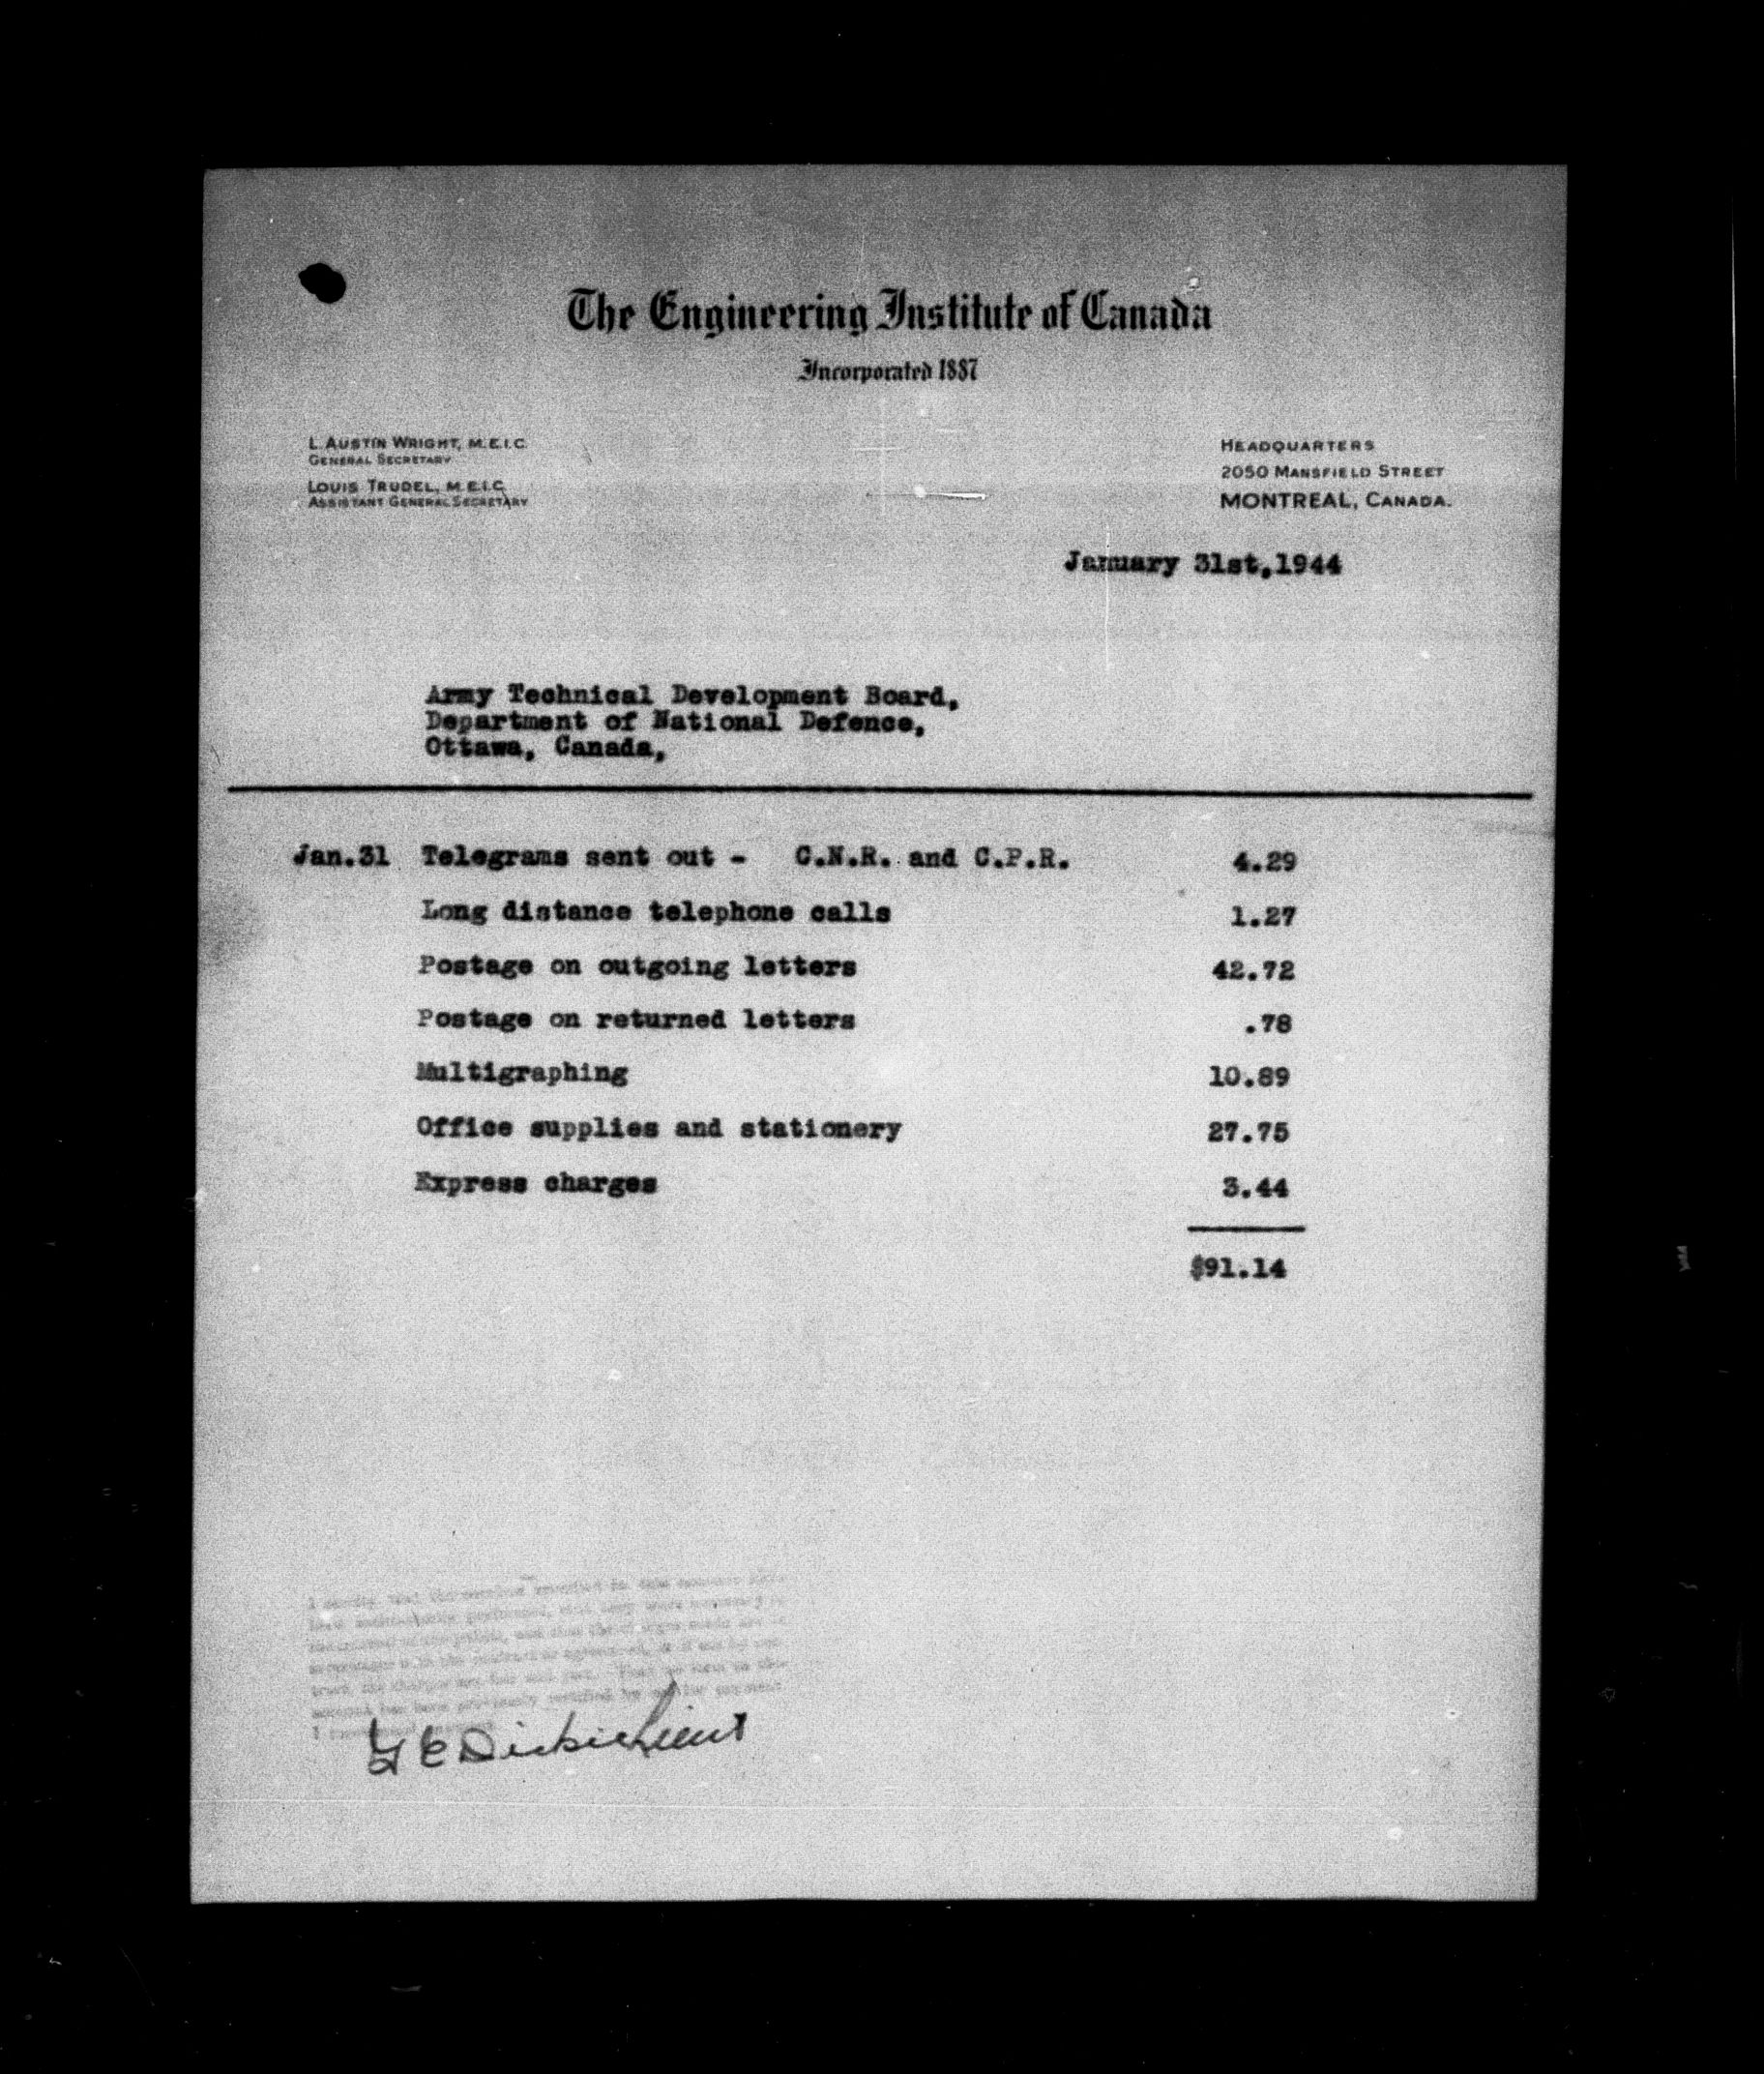 The Engineering Institute of Canada
Incorporated 1887
L. AUSTIN WRIGHT, M.E.I.C.
GENERAL SECRETARY
LOUIS TRUDEL, M.E.I.C.
ASSISTANT GENERAL SECRETARY
HEADQUARTERS
2050 MANSFIELD STREET
MONTREAL, CANADA.
January 31st,1944
Army Technical Development Board,
Department of National Defence,
Ottawa, Canada,
Jan.31 Telegrams sent out - C.N.R. and C.P.R. 4.29
Long distance telephone calls 1.27
Postage on outgoing letters 42.72
Postage on returned letters .78
Multigraphing 10.89
Office supplies and stationery 27.75
Express charges 3.44
$91.14